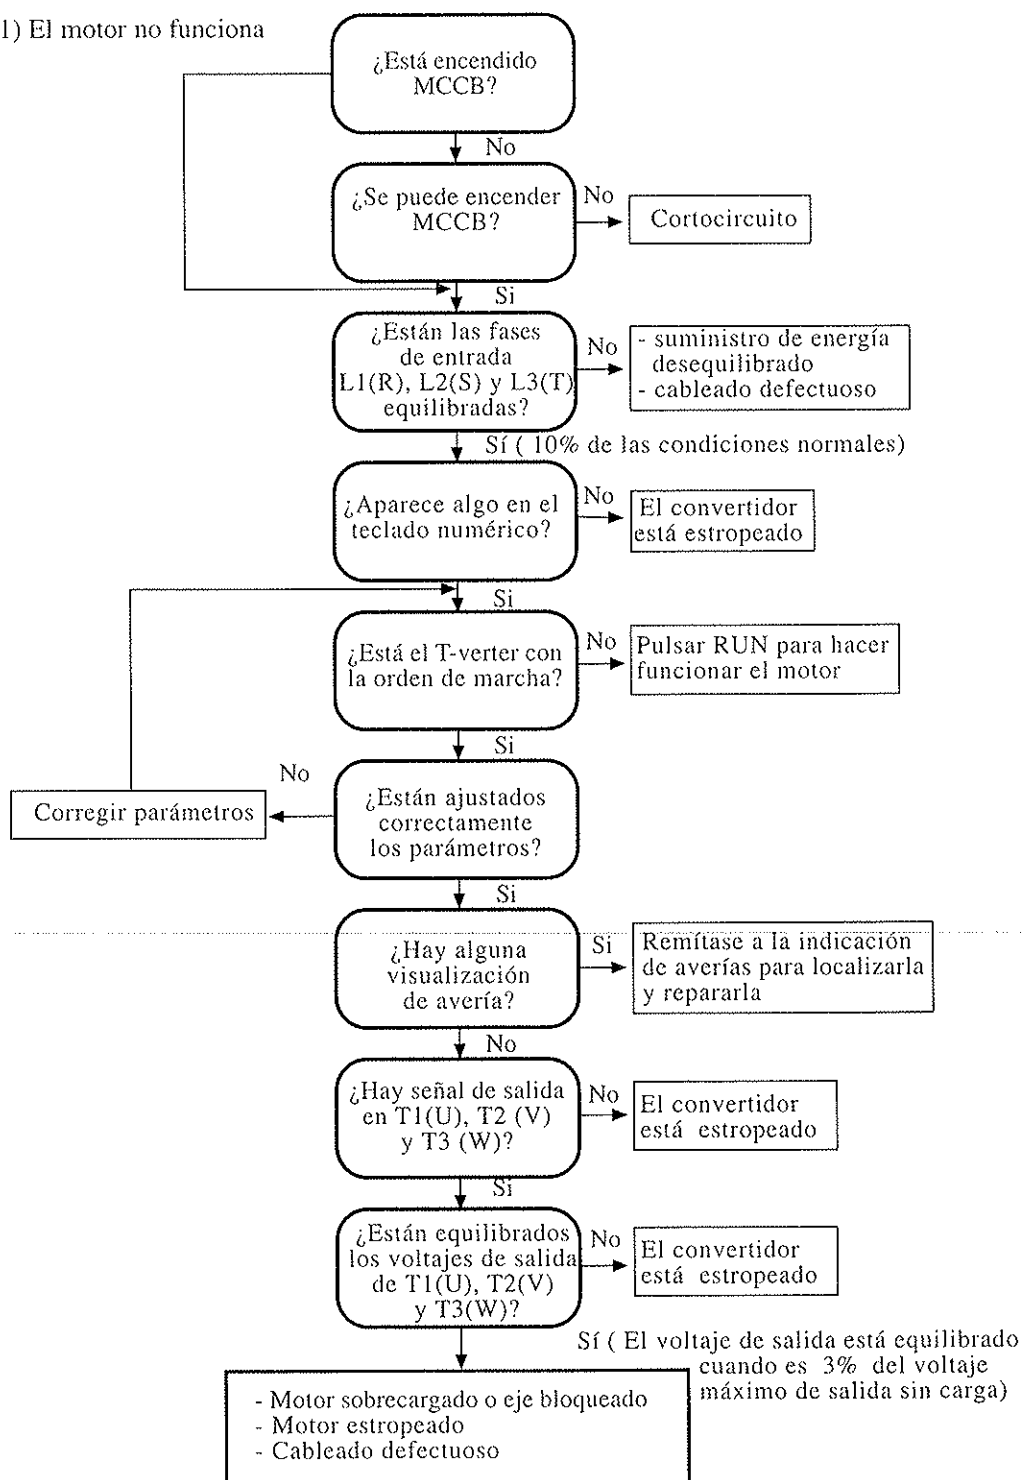 1) El motor no funciona
¿Está encendido
MCCB?
No
¿Se puede encender
MCCB?
No
Cortocircuito
Si
¿Están las fases
de entrada
L1(R), L2(S) y L3(T)
equilibradas?
No
- suministro de energía
desequilibrado
- cableado defectuoso
Sí ( 10% de las condiciones normales)
¿Aparece algo en el
teclado numérico?
No
El convertidor
está estropeado
Si
¿Está el T-verter con
la orden de marcha?
No
Pulsar RUN para hacer
funcionar el motor
Si
¿Están ajustados
correctamente
los parámetros?
No
Corregir parámetros
Si
¿Hay alguna
visualización
de avería?
Si
Remítase a la indicación
de averías para localizarla
y repararla
No
¿Hay señal de salida
en T1(U), T2 (V)
y T3 (W)?
No
El convertidor
está estropeado
Si
¿Están equilibrados
los voltajes de salida
de T1(U), T2(V)
y T3(W)?
No
El convertidor
está estropeado
Sí ( El voltaje de salida está equilibrado
cuando es 3% del voltaje
máximo de salida sin carga)
- Motor sobrecargado o eje bloqueado
- Motor estropeado
- Cableado defectuoso